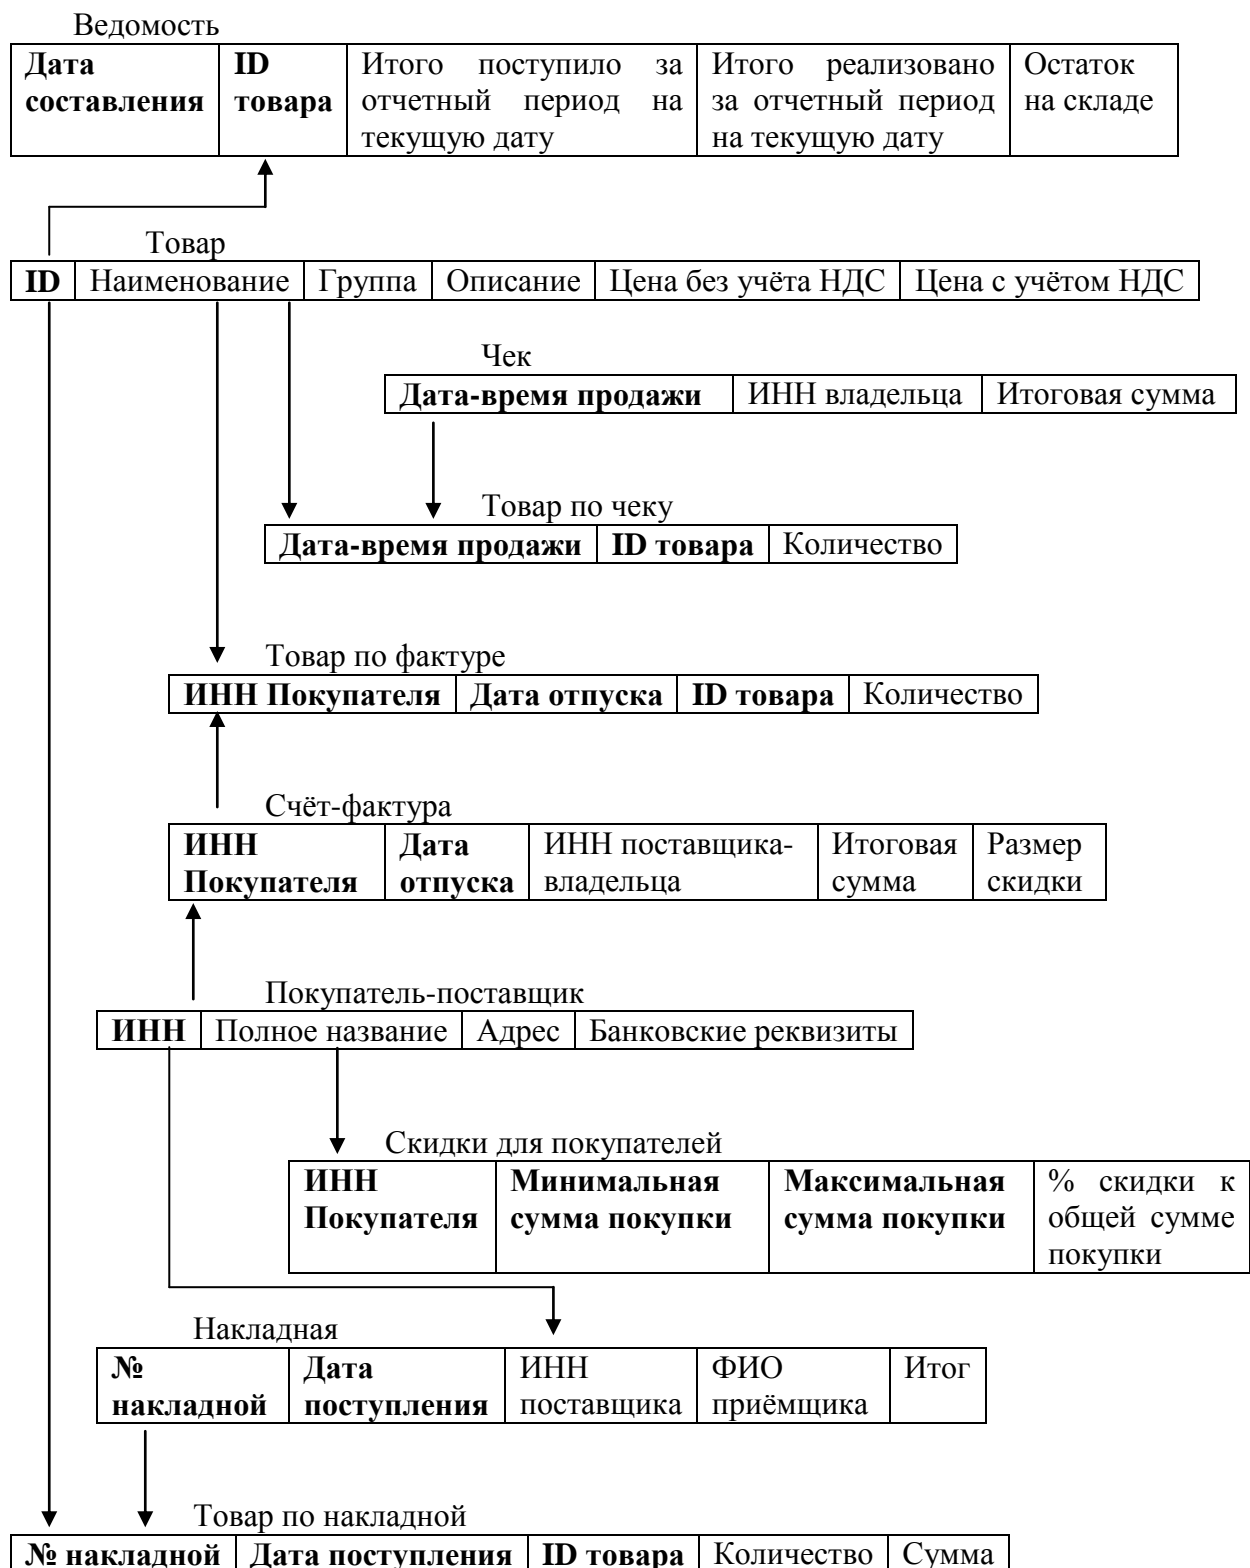 Ведомость
Дата составления ID товара Итого поступило за отчетный период на текущую дату Итого реализовано за отчетный период на текущую дату Остаток на складе
Товар
ID Наименование Группа Описание Цена без учёта НДС Цена с учётом НДС
Чек
Дата-время продажи ИНН владельца Итоговая сумма
Товар по чеку
Дата-время продажи ID товара Количество
Товар по фактуре
ИНН Покупателя Дата отпуска ID товара Количество
Счёт-фактура
ИНН Покупателя Дата отпуска ИНН поставщика-владельца Итоговая сумма Размер скидки
Покупатель-поставщик
ИНН Полное название Адрес Банковские реквизиты
Скидки для покупателей
ИНН Покупателя Минимальная сумма покупки Максимальная сумма покупки % скидки к общей сумме покупки
Накладная
№ накладной Дата поступления ИНН поставщика ФИО приёмщика Итог
Товар по накладной
№ накладной Дата поступления ID товара Количество Сумма